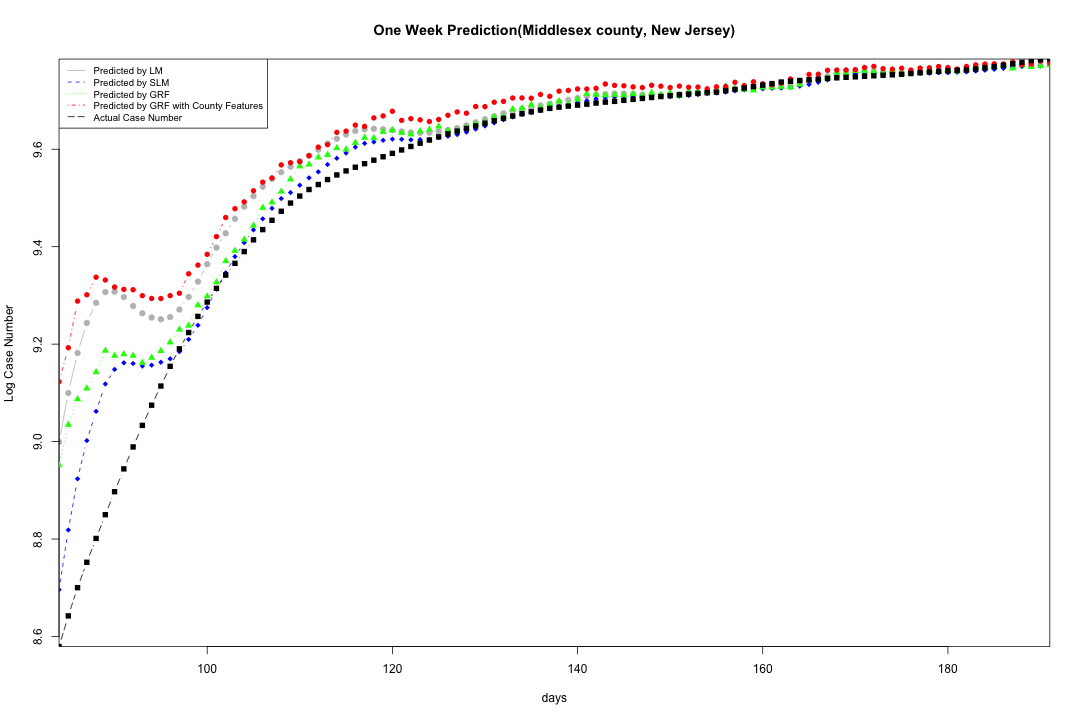 One Week Prediction(Middlesex county, New Jersey)
Predicted by LM
Predicted by SLM
Predicted by GRF
Predicted by GRF with County Features
Actual Case Number
Log Case Number
9.6
9.4
9.2
9.0
8.8
8.6
100 120 140 160 180
days